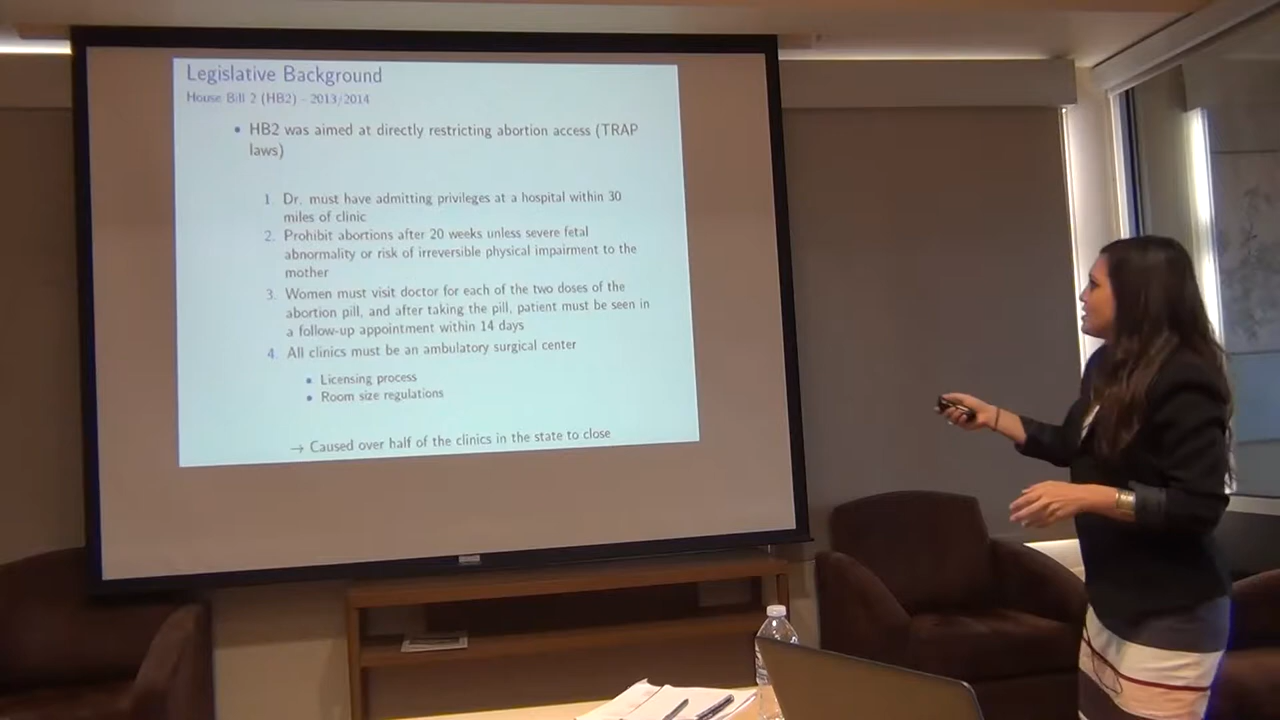 Legislative Background
House Bill 2 (HB2) – 2013/2014
• HB2 was aimed at directly restricting abortion access (TRAP
laws)
1. Dr. must have admitting privileges at a hospital within 30
miles of clinic
2. Prohibit abortions after 20 weeks unless severe fetal
abnormality or risk of irreversible physical impairment to the
mother
3. Women must visit doctor for each of the two doses of the
abortion pill, and after taking the pill, patient must be seen in
a follow-up appointment within 14 days
4. All clinics must be an ambulatory surgical center
• Licensing process
• Room size regulations
→ Caused over half of the clinics in the state to close